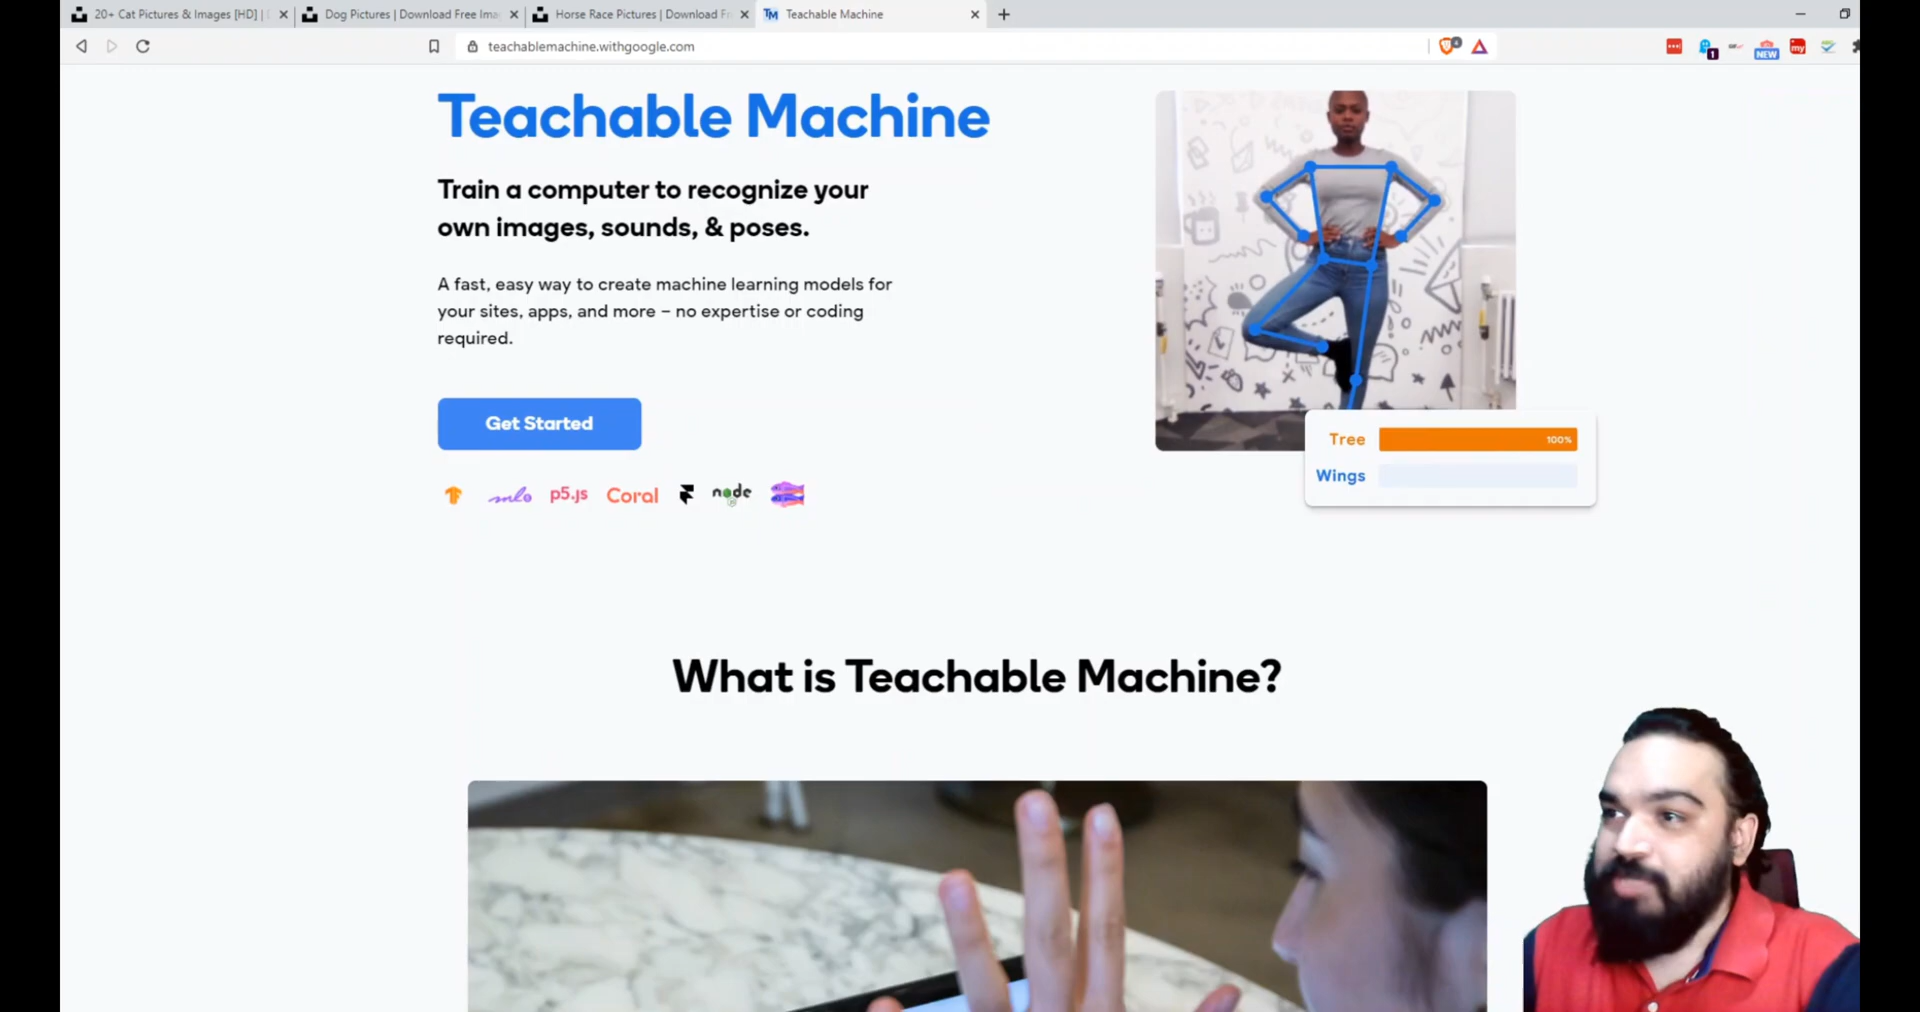 20+ Cat Pictures & Images [HD] |
Dog Pictures | Download Free Ima
Horse Race Pictures | Download Fr
TM Teachable Machine
teachablemachine.withgoogle.com
4
1
NEW
my
Teachable Machine
Train a computer to recognize your
own images, sounds, & poses.
A fast, easy way to create machine learning models for
your sites, apps, and more – no expertise or coding
required.
Get Started
p5.js
Coral
node
Tree 100%
Wings
What is Teachable Machine?